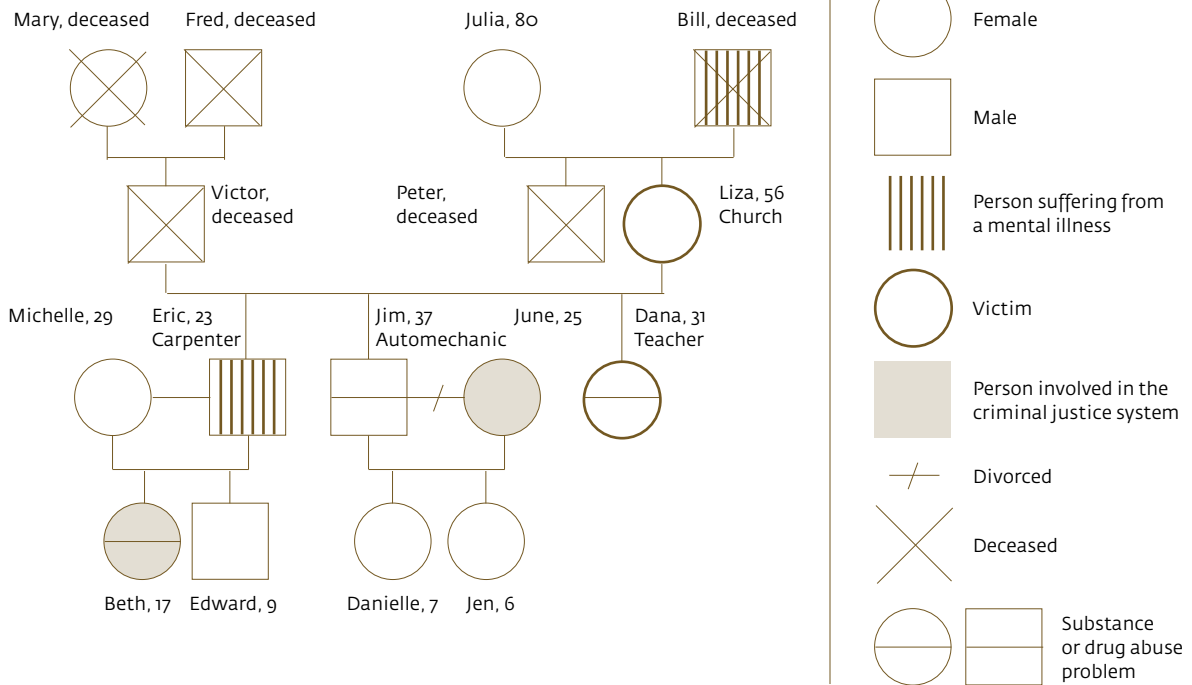 Mary, deceased
Fred, deceased
Julia, 80
Bill, deceased
Victor,
deceased
Peter,
deceased
Liza, 56
Church
Michelle, 29
Eric, 23
Carpenter
Jim, 37
Automechanic
June, 25
Dana, 31
Teacher
Beth, 17
Edward, 9
Danielle, 7
Jen, 6
Female
Male
Person suffering from
a mental illness
Victim
Person involved in the
criminal justice system
Divorced
Deceased
Substance
or drug abuse
problem